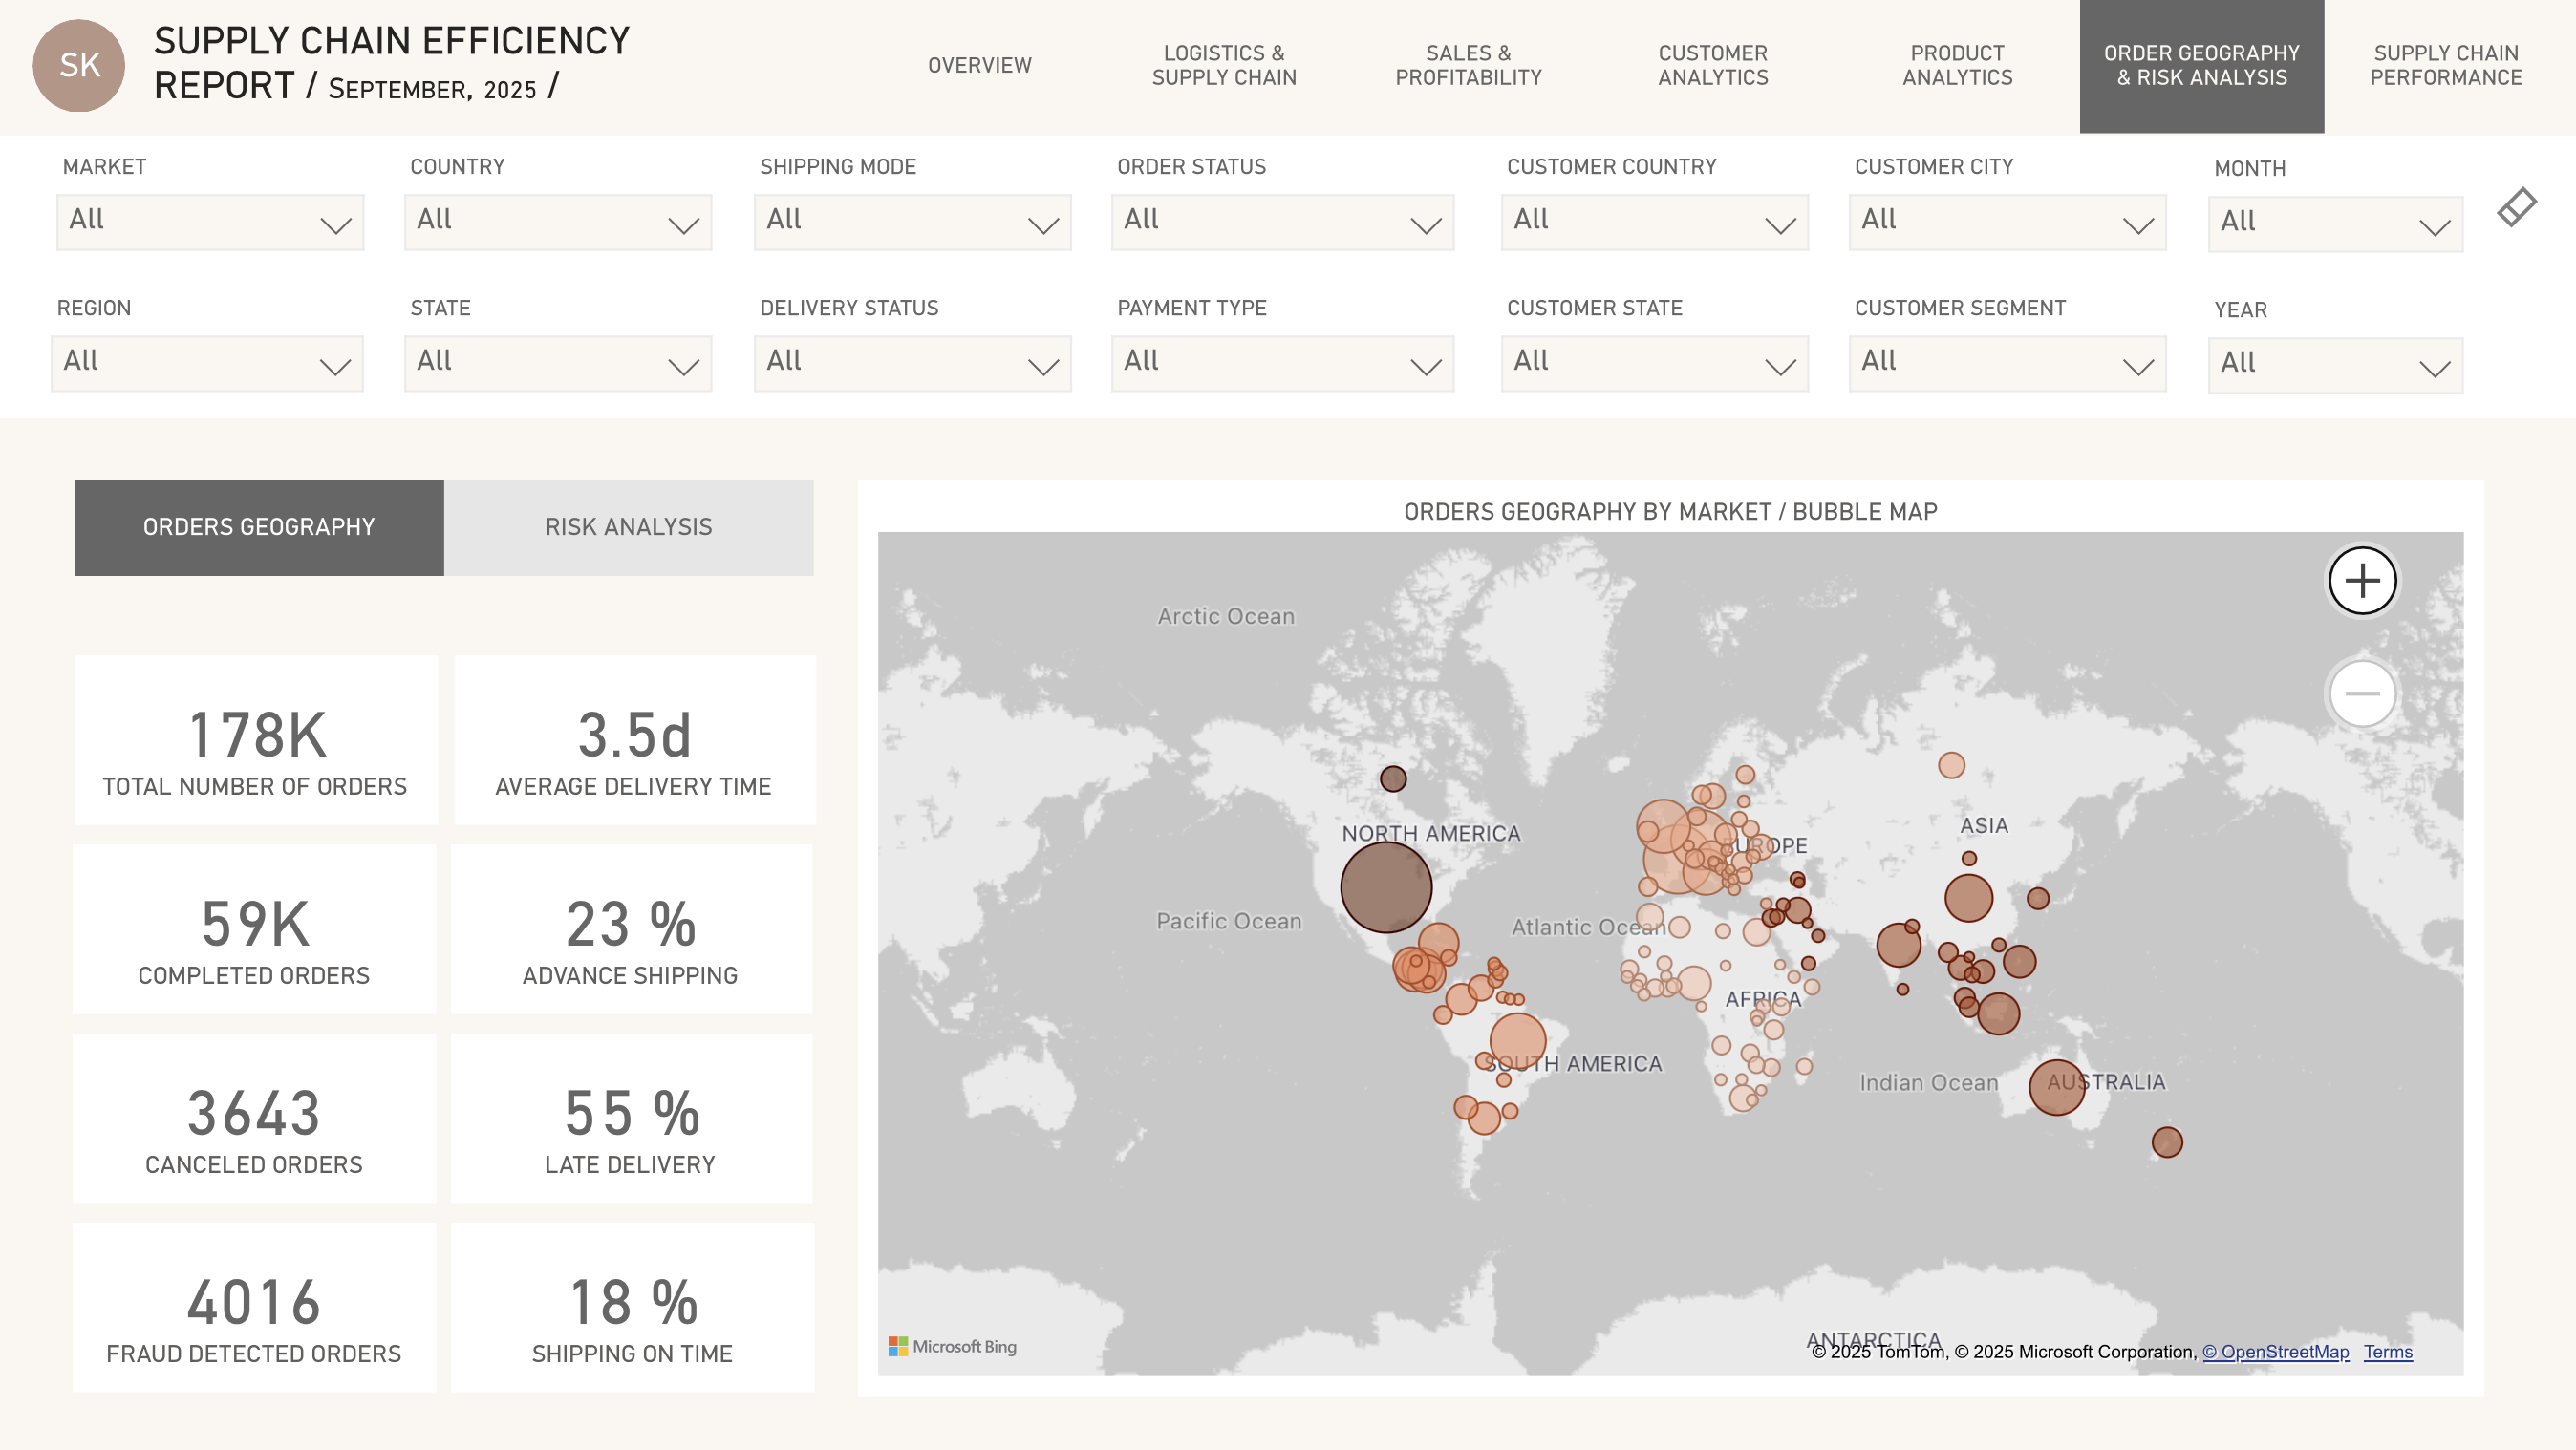 SK
SUPPLY CHAIN EFFICIENCY
REPORT / SEPTEMBER, 2025 /
OVERVIEW
LOGISTICS &
SUPPLY CHAIN
SALES &
PROFITABILITY
CUSTOMER
ANALYTICS
PRODUCT
ANALYTICS
ORDER GEOGRAPHY
& RISK ANALYSIS
SUPPLY CHAIN
PERFORMANCE
MARKET
All
COUNTRY
All
SHIPPING MODE
All
ORDER STATUS
All
CUSTOMER COUNTRY
All
CUSTOMER CITY
All
MONTH
All
REGION
All
STATE
All
DELIVERY STATUS
All
PAYMENT TYPE
All
CUSTOMER STATE
All
CUSTOMER SEGMENT
All
YEAR
All
ORDERS GEOGRAPHY
RISK ANALYSIS
178K
TOTAL NUMBER OF ORDERS
3.5d
AVERAGE DELIVERY TIME
59K
COMPLETED ORDERS
23 %
ADVANCE SHIPPING
3643
CANCELED ORDERS
55 %
LATE DELIVERY
4016
FRAUD DETECTED ORDERS
18 %
SHIPPING ON TIME
ORDERS GEOGRAPHY BY MARKET / BUBBLE MAP
Arctic Ocean
NORTH AMERICA
EUROPE
ASIA
Pacific Ocean
Atlantic Ocean
AFRICA
SOUTH AMERICA
Indian Ocean
AUSTRALIA
ANTARCTICA
Microsoft Bing
© 2025 TomTom, © 2025 Microsoft Corporation, © OpenStreetMap Terms